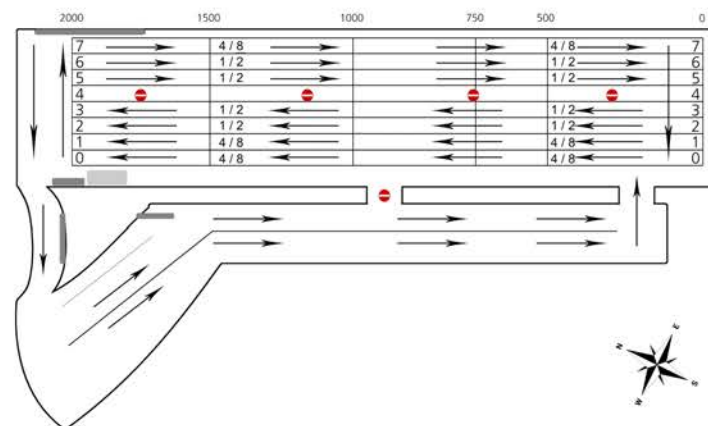 2000 1500 1000 750 500 0
7 4 / 8 4 / 8 7
6 1 / 2 1 / 2 6
5 1 / 2 1 / 2 5
4 4
3 1 / 2 1 / 2 3
2 1 / 2 1 / 2 2
1 4 / 8 4 / 8 1
0 4 / 8 4 / 8 0
E
N
S
W